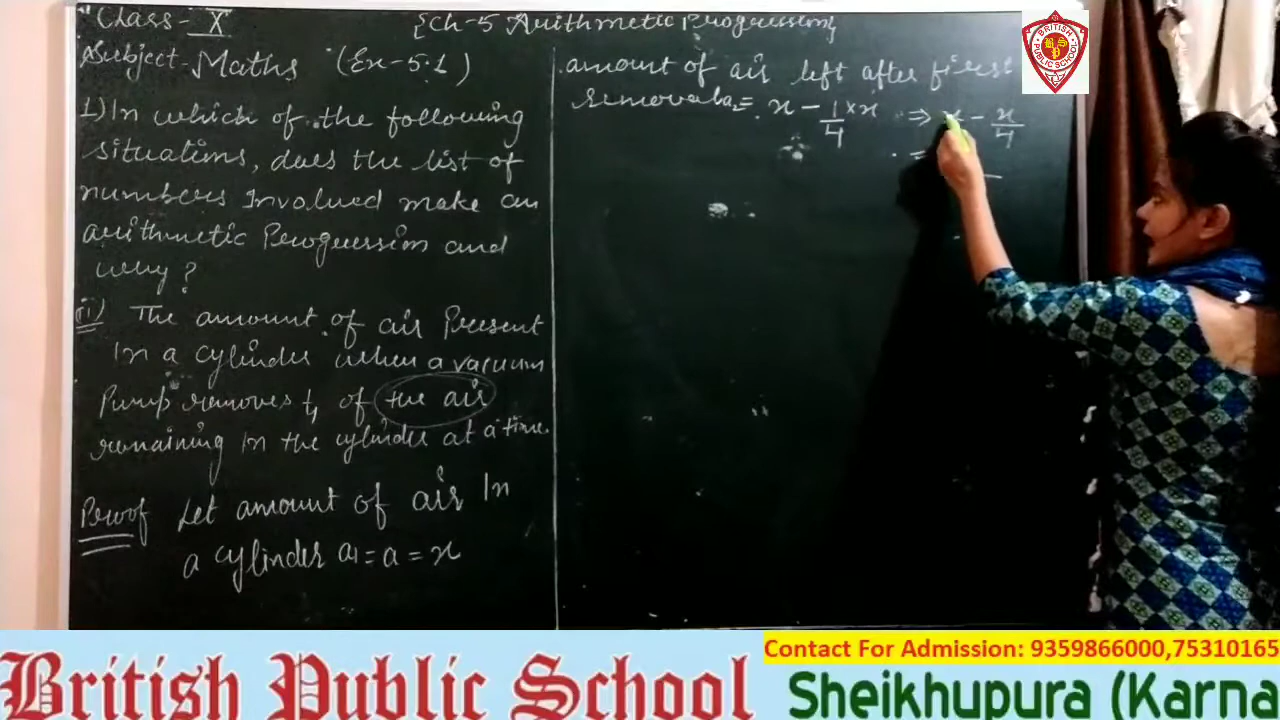 Class- X
[Ch-5 Arithmetic Progression]
Subject- Maths (Ex-5.1)
1) In which of the following
situations, does the list of
numbers Involved make an
arithmetic Progression and
why?
ii) The amount of air Present
In a cylinder when a vacuum
Pump removes 1/4 of the air
remaining In the cylinder at a time.
Proof Let amount of air In
a cylinder a1 = a = x
amount of air left after first
removal a2 = x - 1/4 × x ⇒ x - x/4
=
BRITISH
PUBLIC SCHOOL
Contact For Admission: 9359866000,75310165
British Public School
Sheikhupura (Karna